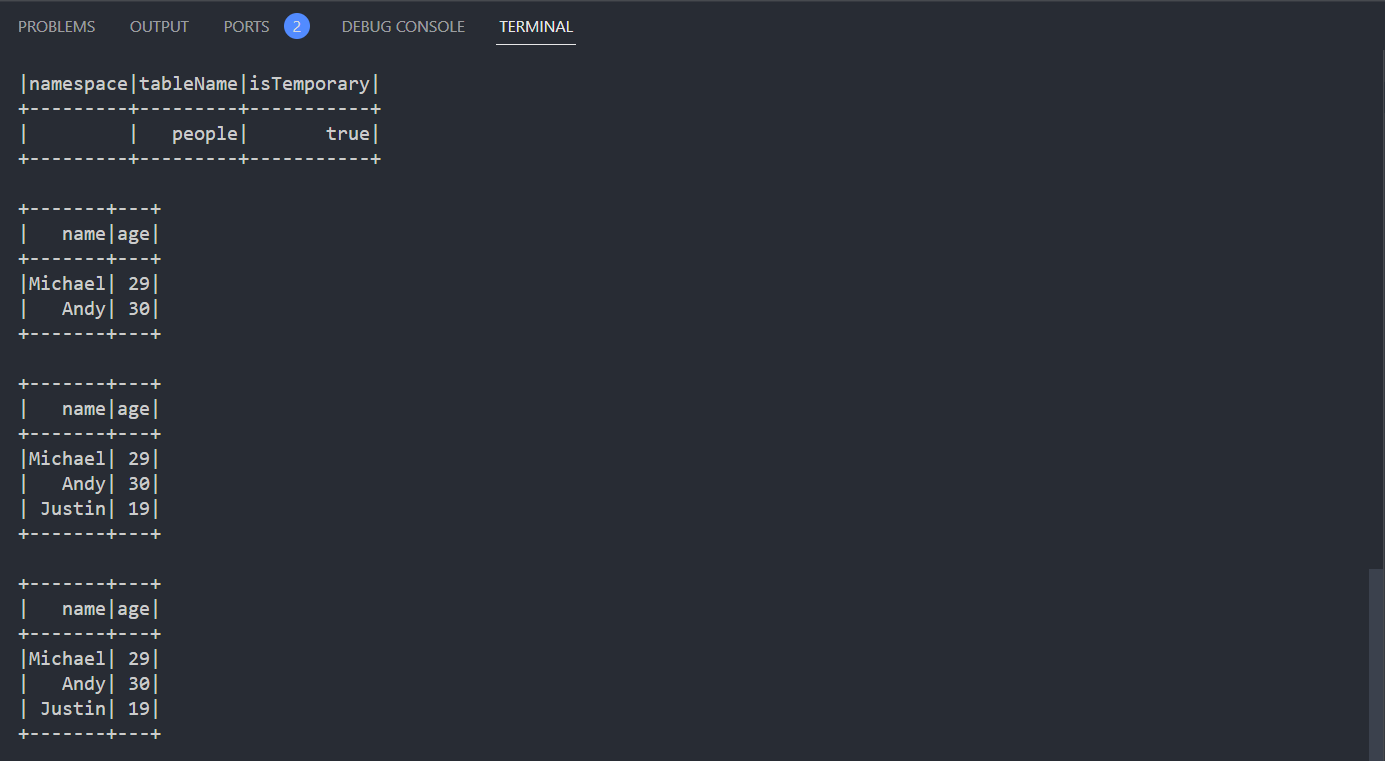 PROBLEMS OUTPUT PORTS 2 DEBUG CONSOLE TERMINAL
|namespace|tableName|isTemporary|
+---------+---------+-----------+
|         |   people|       true|
+---------+---------+-----------+

+-------+---+
|   name|age|
+-------+---+
|Michael| 29|
|   Andy| 30|
+-------+---+

+-------+---+
|   name|age|
+-------+---+
|Michael| 29|
|   Andy| 30|
| Justin| 19|
+-------+---+

+-------+---+
|   name|age|
+-------+---+
|Michael| 29|
|   Andy| 30|
| Justin| 19|
+-------+---+